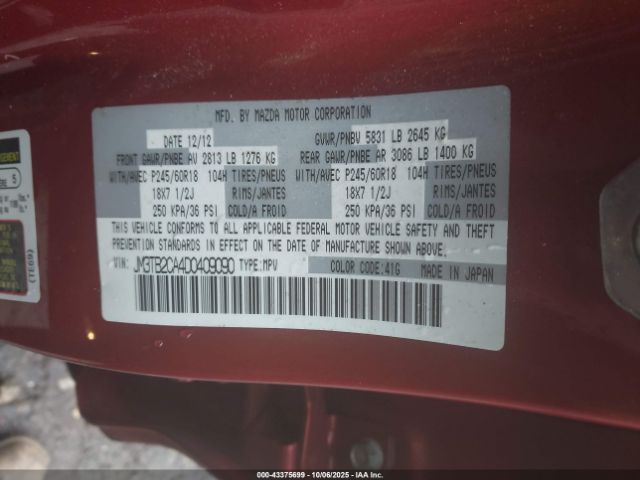 MFD. BY MAZDA MOTOR CORPORATION
DATE 12/12 GVWR/PNBV 5831 LB 2645 KG
FRONT GAWR/PNBE AV 2813 LB 1276 KG REAR GAWR/PNBE AR 3086 LB 1400 KG
WITH/AVEC P245/60R18 104H TIRES/PNEUS WITH/AVEC P245/60R18 104H TIRES/PNEUS
18X7 1/2J RIMS/JANTES 18X7 1/2J RIMS/JANTES
250 KPA/36 PSI COLD/A FROID 250 KPA/36 PSI COLD/A FROID
THIS VEHICLE CONFORMS TO ALL APPLICABLE FEDERAL MOTOR VEHICLE SAFETY AND THEFT
PREVENTION STANDARDS IN EFFECT ON THE DATE OF MANUFACTURE SHOWN ABOVE.
VIN: JM3TB2CA4D0409090 TYPE:MPV COLOR CODE:41G MADE IN JAPAN
5
(TE69)
000-43375699 | 10/06/2025 | IAA Inc.